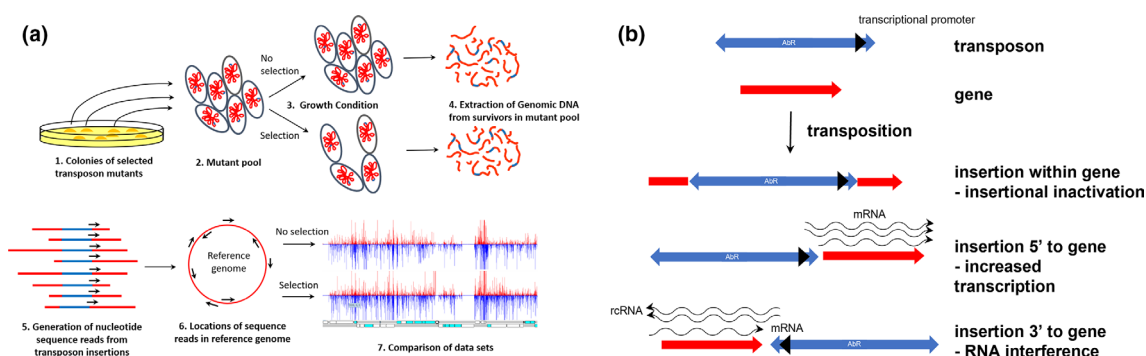 (a)
No
selection
3. Growth Condition
Selection
1. Colonies of selected
transposon mutants
2. Mutant pool
4. Extraction of Genomic DNA
from survivors in mutant pool
Reference
genome
No selection
Selection
5. Generation of nucleotide
sequence reads from
transposon insertions
6. Locations of sequence
reads in reference genome
7. Comparison of data sets
(b)
transcriptional promoter
AbR
transposon
gene
transposition
AbR
insertion within gene
- insertional inactivation
mRNA
AbR
insertion 5' to gene
- increased
transcription
rcRNA
mRNA
AbR
insertion 3' to gene
- RNA interference